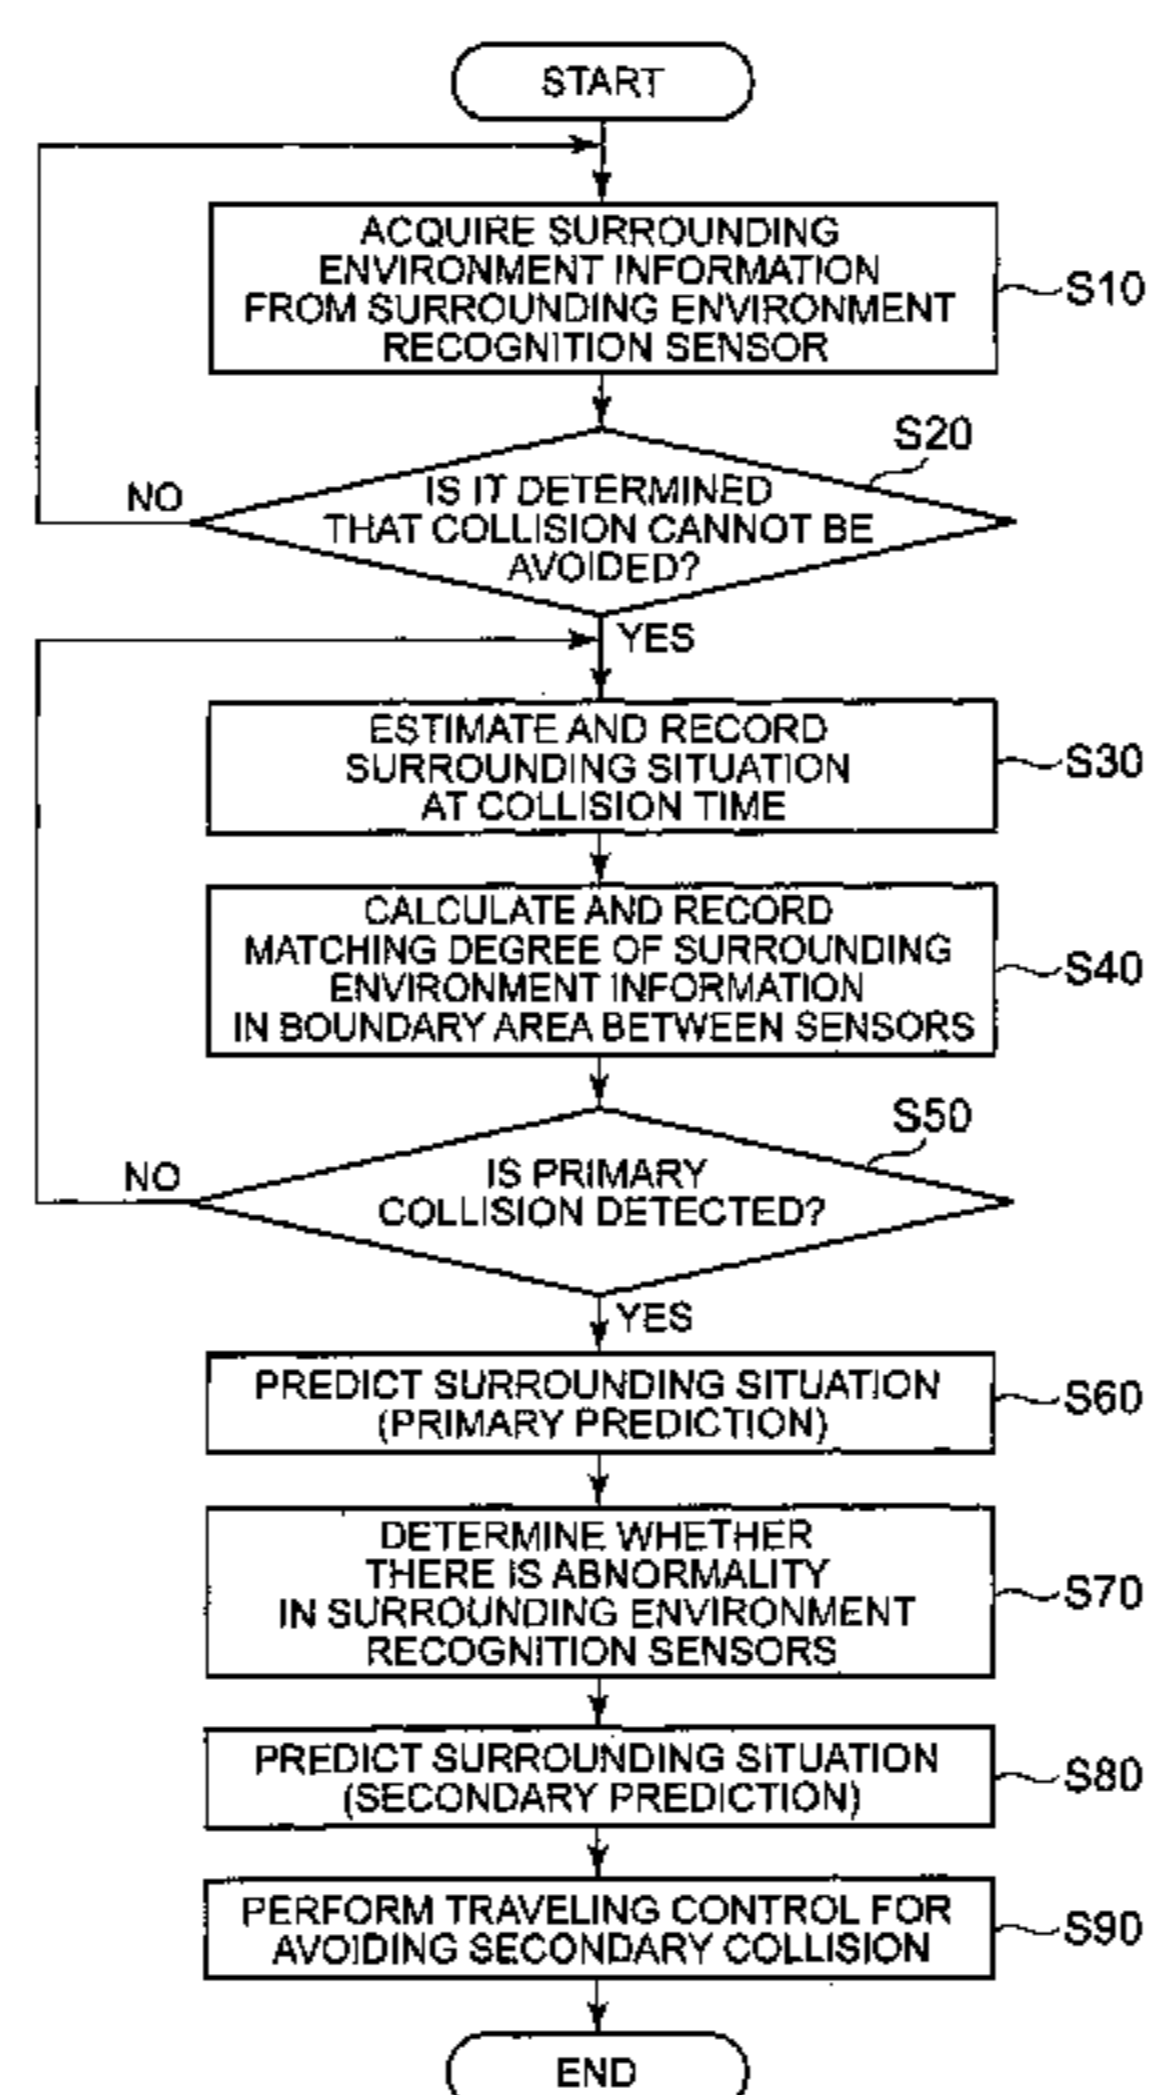 START
ACQUIRE SURROUNDING
ENVIRONMENT INFORMATION
FROM SURROUNDING ENVIRONMENT
RECOGNITION SENSOR
S10
S20
IS IT DETERMINED
THAT COLLISION CANNOT BE
AVOIDED?
NO
YES
ESTIMATE AND RECORD
SURROUNDING SITUATION
AT COLLISION TIME
S30
CALCULATE AND RECORD
MATCHING DEGREE OF SURROUNDING
ENVIRONMENT INFORMATION
IN BOUNDARY AREA BETWEEN SENSORS
S40
S50
IS PRIMARY
COLLISION DETECTED?
NO
YES
PREDICT SURROUNDING SITUATION
(PRIMARY PREDICTION)
S60
DETERMINE WHETHER
THERE IS ABNORMALITY
IN SURROUNDING ENVIRONMENT
RECOGNITION SENSORS
S70
PREDICT SURROUNDING SITUATION
(SECONDARY PREDICTION)
S80
PERFORM TRAVELING CONTROL FOR
AVOIDING SECONDARY COLLISION
S90
END